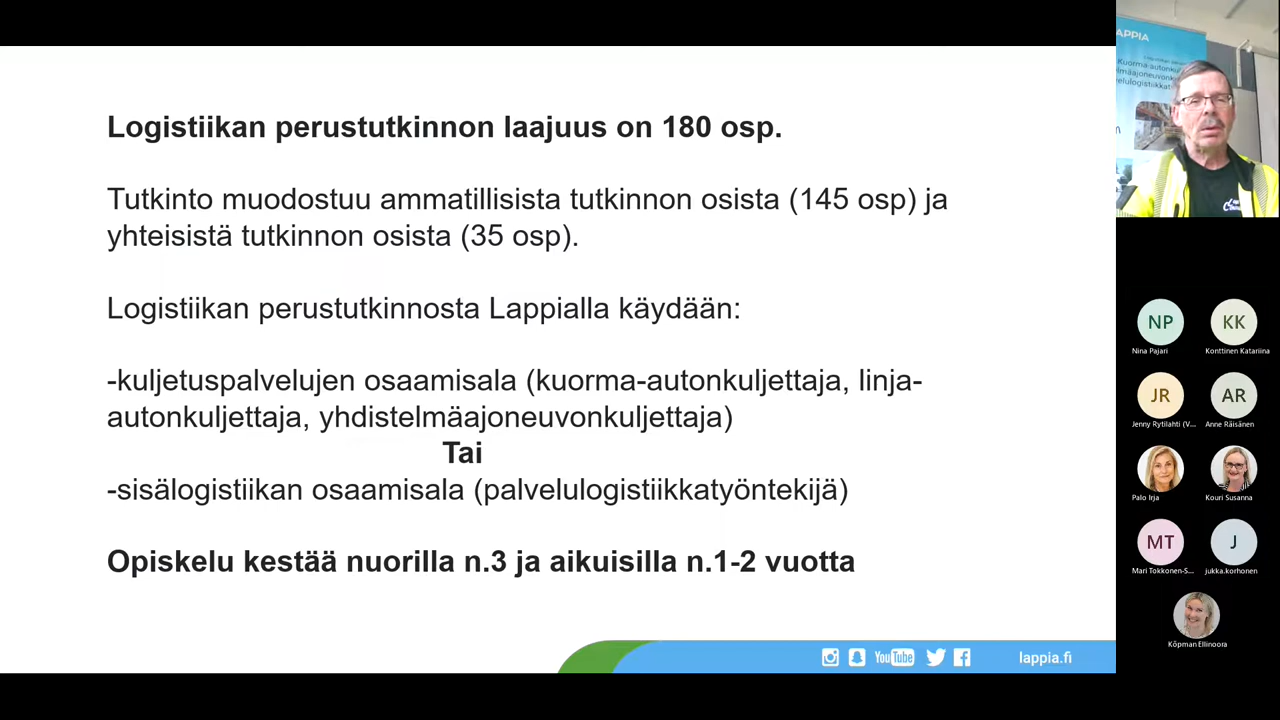 Logistiikan perustutkinnon laajuus on 180 osp.
Tutkinto muodostuu ammatillisista tutkinnon osista (145 osp) ja
yhteisistä tutkinnon osista (35 osp).
Logistiikan perustutkinnosta Lappialla käydään:
-kuljetuspalvelujen osaamisala (kuorma-autonkuljettaja, linja-
autonkuljettaja, yhdistelmäajoneuvonkuljettaja)
Tai
-sisälogistiikan osaamisala (palvelulogistiikkatyöntekijä)
Opiskelu kestää nuorilla n.3 ja aikuisilla n.1-2 vuotta
YouTube
lappia.fi
APPIA
NP
Nina Pajari
KK
Konttinen Katariina
JR
Jenny Rytilahti (V...
AR
Anne Räisänen
Palo Irja
Kouri Susanna
MT
Mari Tokkonen-S...
J
jukka.korhonen
Köpman Ellinoora